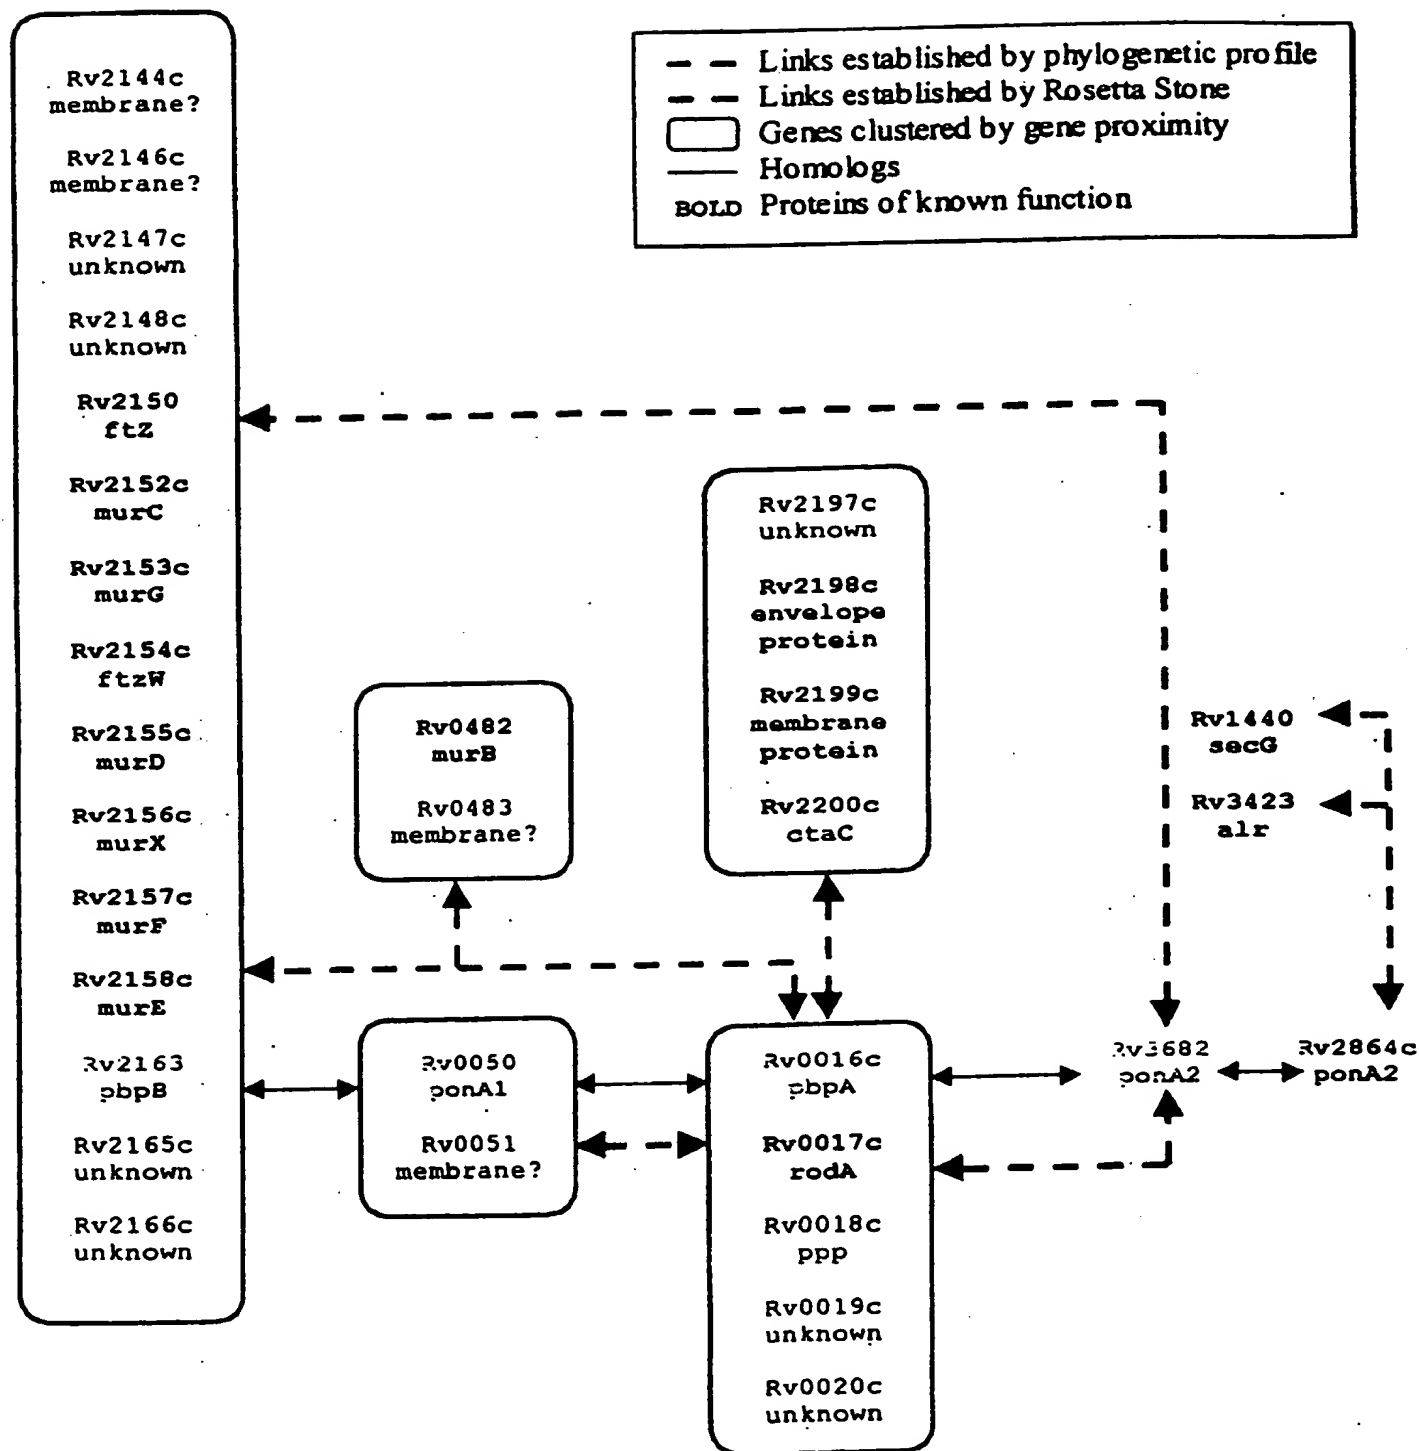 Rv2144c
membrane?
Rv2146c
membrane?
Rv2147c
unknown
Rv2148c
unknown
Rv2150
ftZ
Rv2152c
murC
Rv2153c
murG
Rv2154c
ftzW
Rv2155c
murD
Rv2156c
murX
Rv2157c
murF
Rv2158c
murE
Rv2163
pbpB
Rv2165c
unknown
Rv2166c
unknown
Links established by phylogenetic profile
Links established by Rosetta Stone
Genes clustered by gene proximity
Homologs
BOLD Proteins of known function
Rv0482
murB
Rv0483
membrane?
Rv0050
ponA1
Rv0051
membrane?
Rv2197c
unknown
Rv2198c
envelope
protein
Rv2199c
membrane
protein
Rv2200c
ctaC
Rv0016c
pbpA
Rv0017c
rodA
Rv0018c
ppp
Rv0019c
unknown
Rv0020c
unknown
Rv1440
secG
Rv3423
alr
Rv3682
ponA2
Rv2864c
ponA2